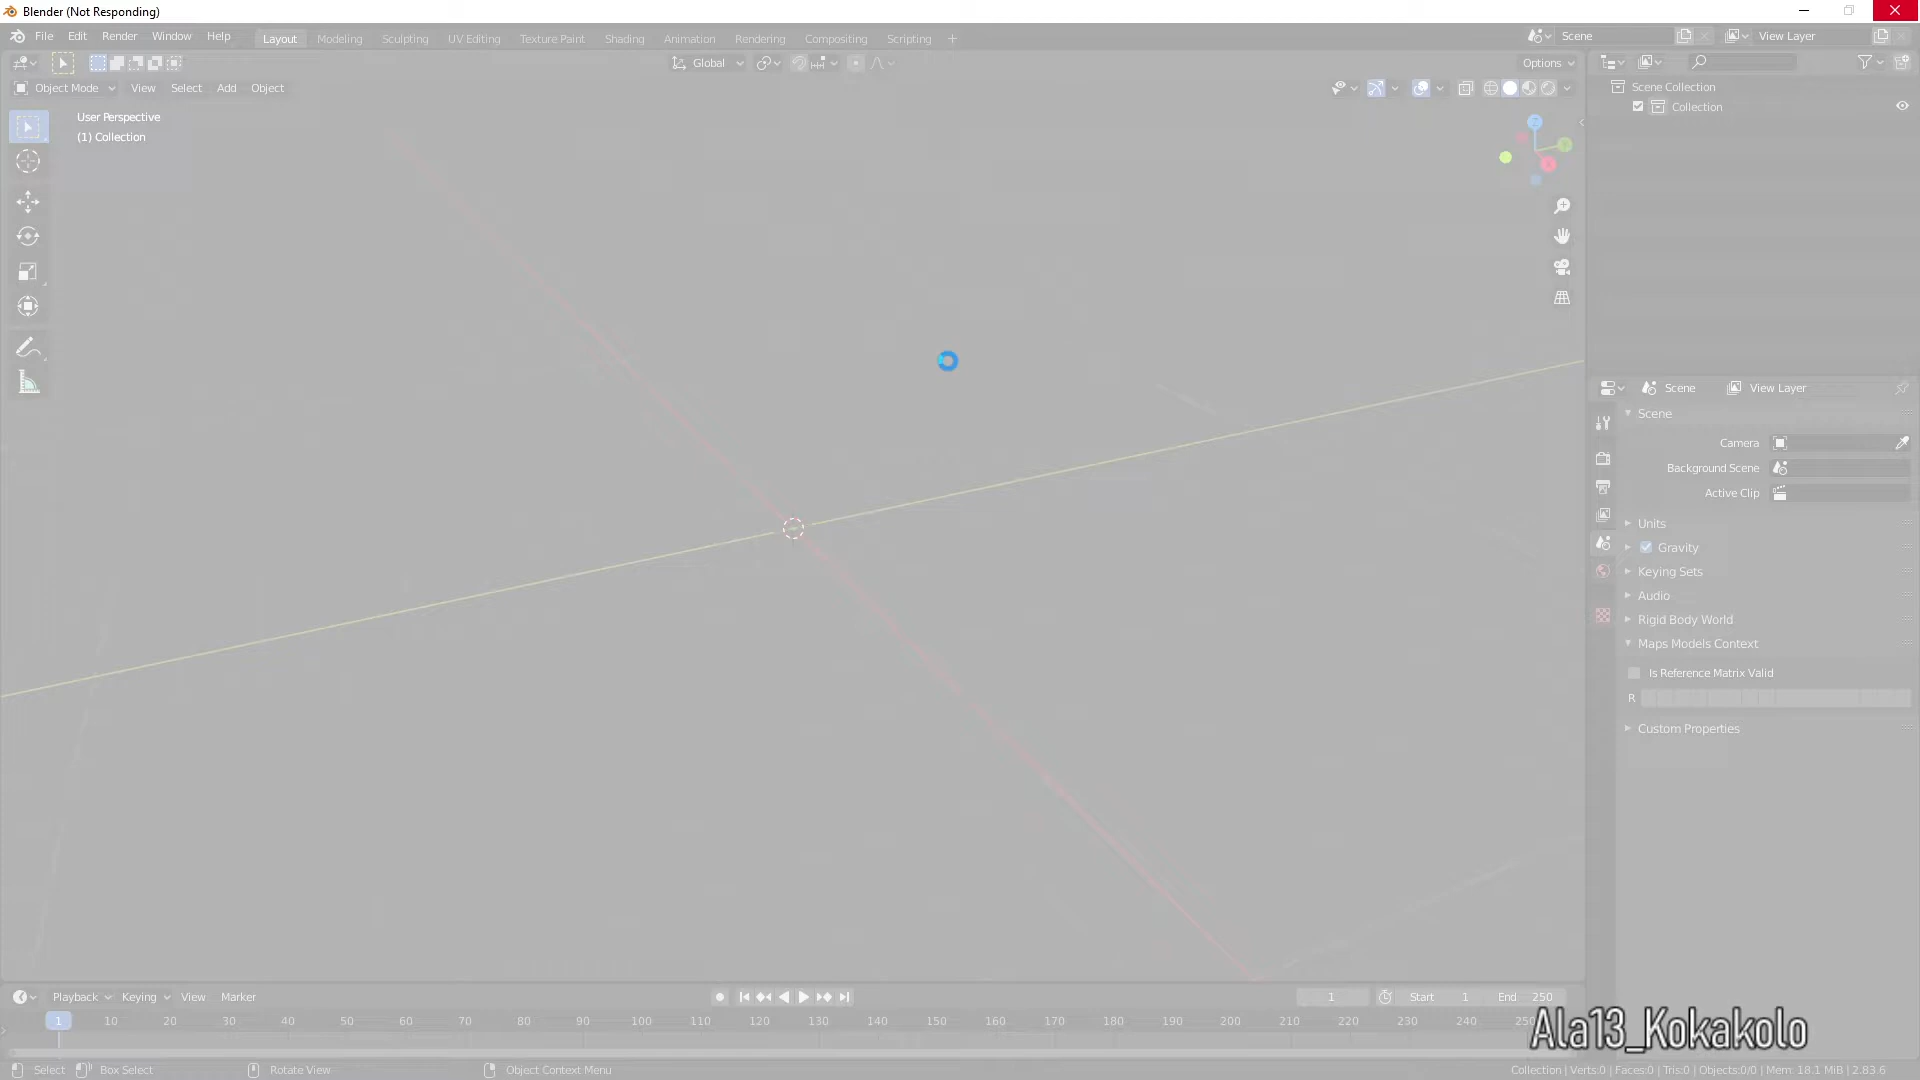 Blender (Not Responding)
File Edit Render Window Help Layout Modeling Sculpting UV Editing Texture Paint Shading Animation Rendering Compositing Scripting Scene View Layer
Global Options
Object Mode View Select Add Object
User Perspective
(1) Collection
Z
Y
X
Scene Collection
Collection
Scene View Layer
Scene
Camera
Background Scene
Active Clip
Units
Gravity
Keying Sets
Audio
Rigid Body World
Maps Models Context
Is Reference Matrix Valid
R
Custom Properties
Playback Keying View Marker 1 Start 1 End 250
1 10 20 30 40 50 60 70 80 90 100 110 120 130 140 150 160 170 180 190 200 210 220 230 240 250
Ala13_Kokakolo
Select Box Select Rotate View Object Context Menu Collection | Verts:0 | Faces:0 | Tris:0 | Objects:0/0 | Mem: 18.1 MiB | 2.83.6